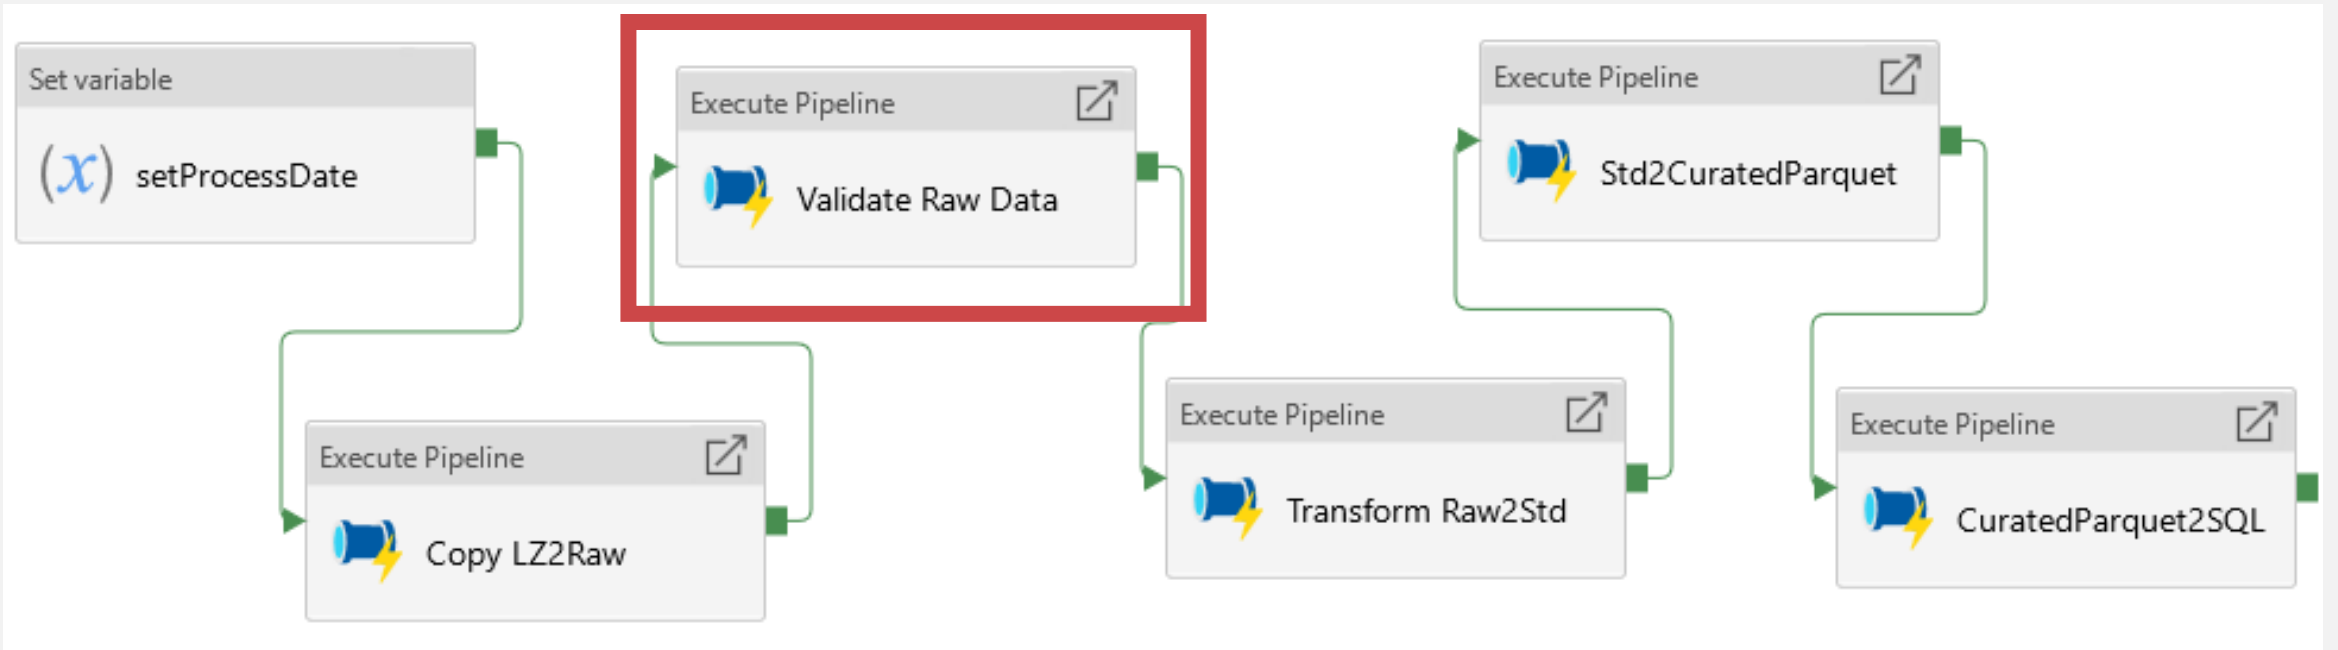 Set variable
(x) setProcessDate
Execute Pipeline
Copy LZ2Raw
Execute Pipeline
Validate Raw Data
Execute Pipeline
Transform Raw2Std
Execute Pipeline
Std2CuratedParquet
Execute Pipeline
CuratedParquet2SQL